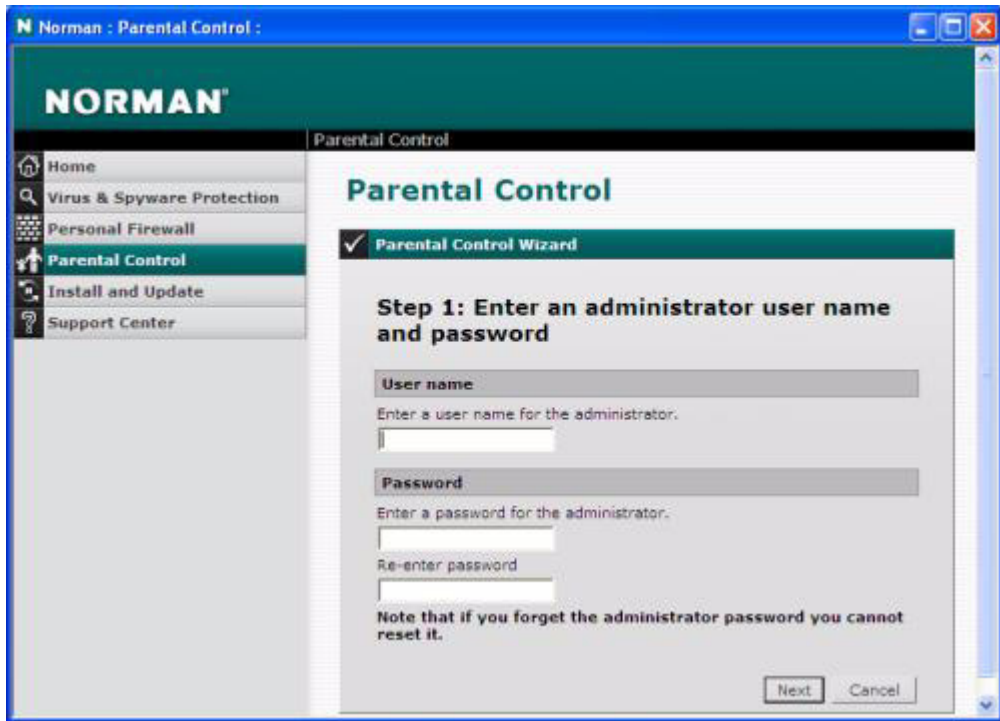 Norman : Parental Control :
NORMAN®
Parental Control
Home
Virus & Spyware Protection
Personal Firewall
Parental Control
Install and Update
Support Center
Parental Control
Parental Control Wizard
Step 1: Enter an administrator user name
and password
User name
Enter a user name for the administrator.
Password
Enter a password for the administrator.
Re-enter password
Note that if you forget the administrator password you cannot
reset it.
Next
Cancel